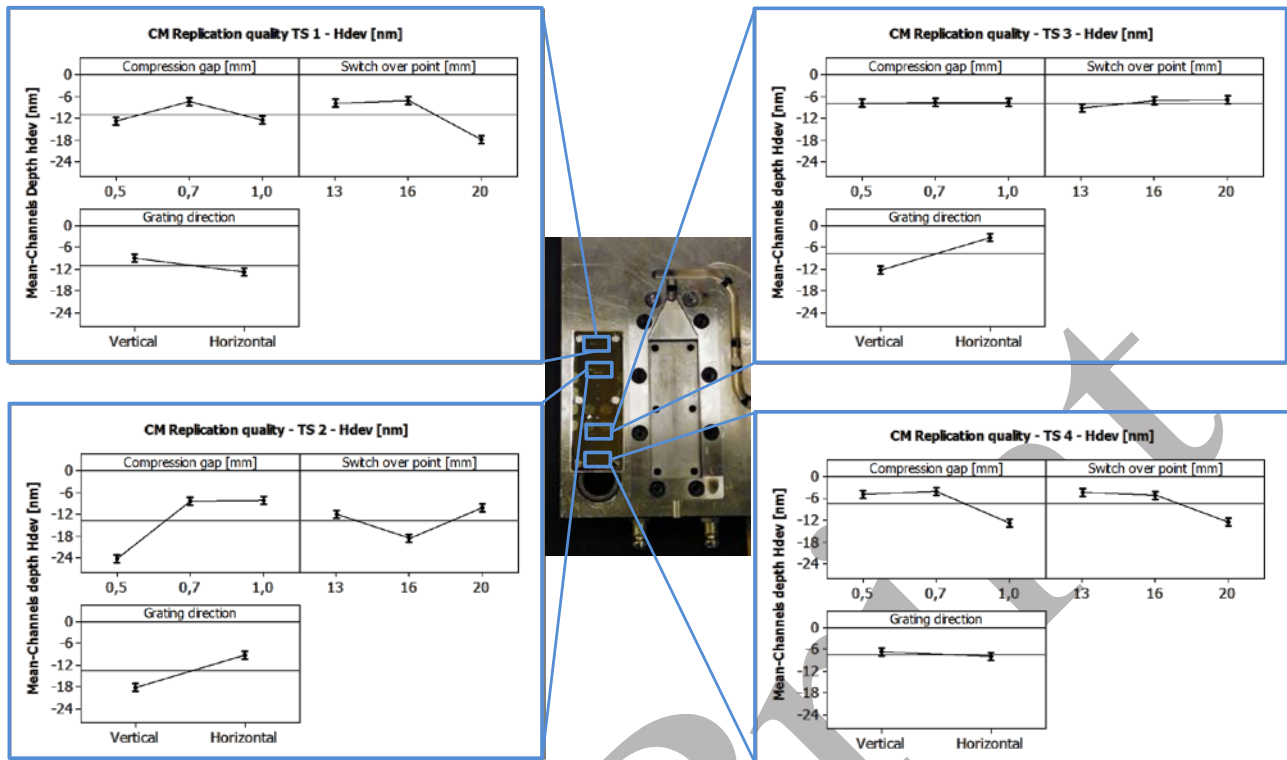 CM Replication quality TS 1 - Hdev [nm]
Compression gap [mm] Switch over point [mm]
0
-6
-12
-18
-24
0,5 0,7 1,0 13 16 20
Grating direction
0
-6
-12
-18
-24
Vertical Horizontal
Mean-Channels Depth hdev [nm]
CM Replication quality - TS 3 - Hdev [nm]
Compression gap [mm] Switch over point [mm]
0
-6
-12
-18
-24
0,5 0,7 1,0 13 16 20
Grating direction
0
-6
-12
-18
-24
Vertical Horizontal
Mean-Channels depth Hdev [nm]
CM Replication quality - TS 2 - Hdev [nm]
Compression gap [mm] Switch over point [mm]
0
-6
-12
-18
-24
0,5 0,7 1,0 13 16 20
Grating direction
0
-6
-12
-18
-24
Vertical Horizontal
Mean-Channels depth Hdev [nm]
CM Replication quality - TS 4 - Hdev [nm]
Compression gap [mm] Switch over point [mm]
0
-6
-12
-18
-24
0,5 0,7 1,0 13 16 20
Grating direction
0
-6
-12
-18
-24
Vertical Horizontal
Mean-Channels depth Hdev [nm]